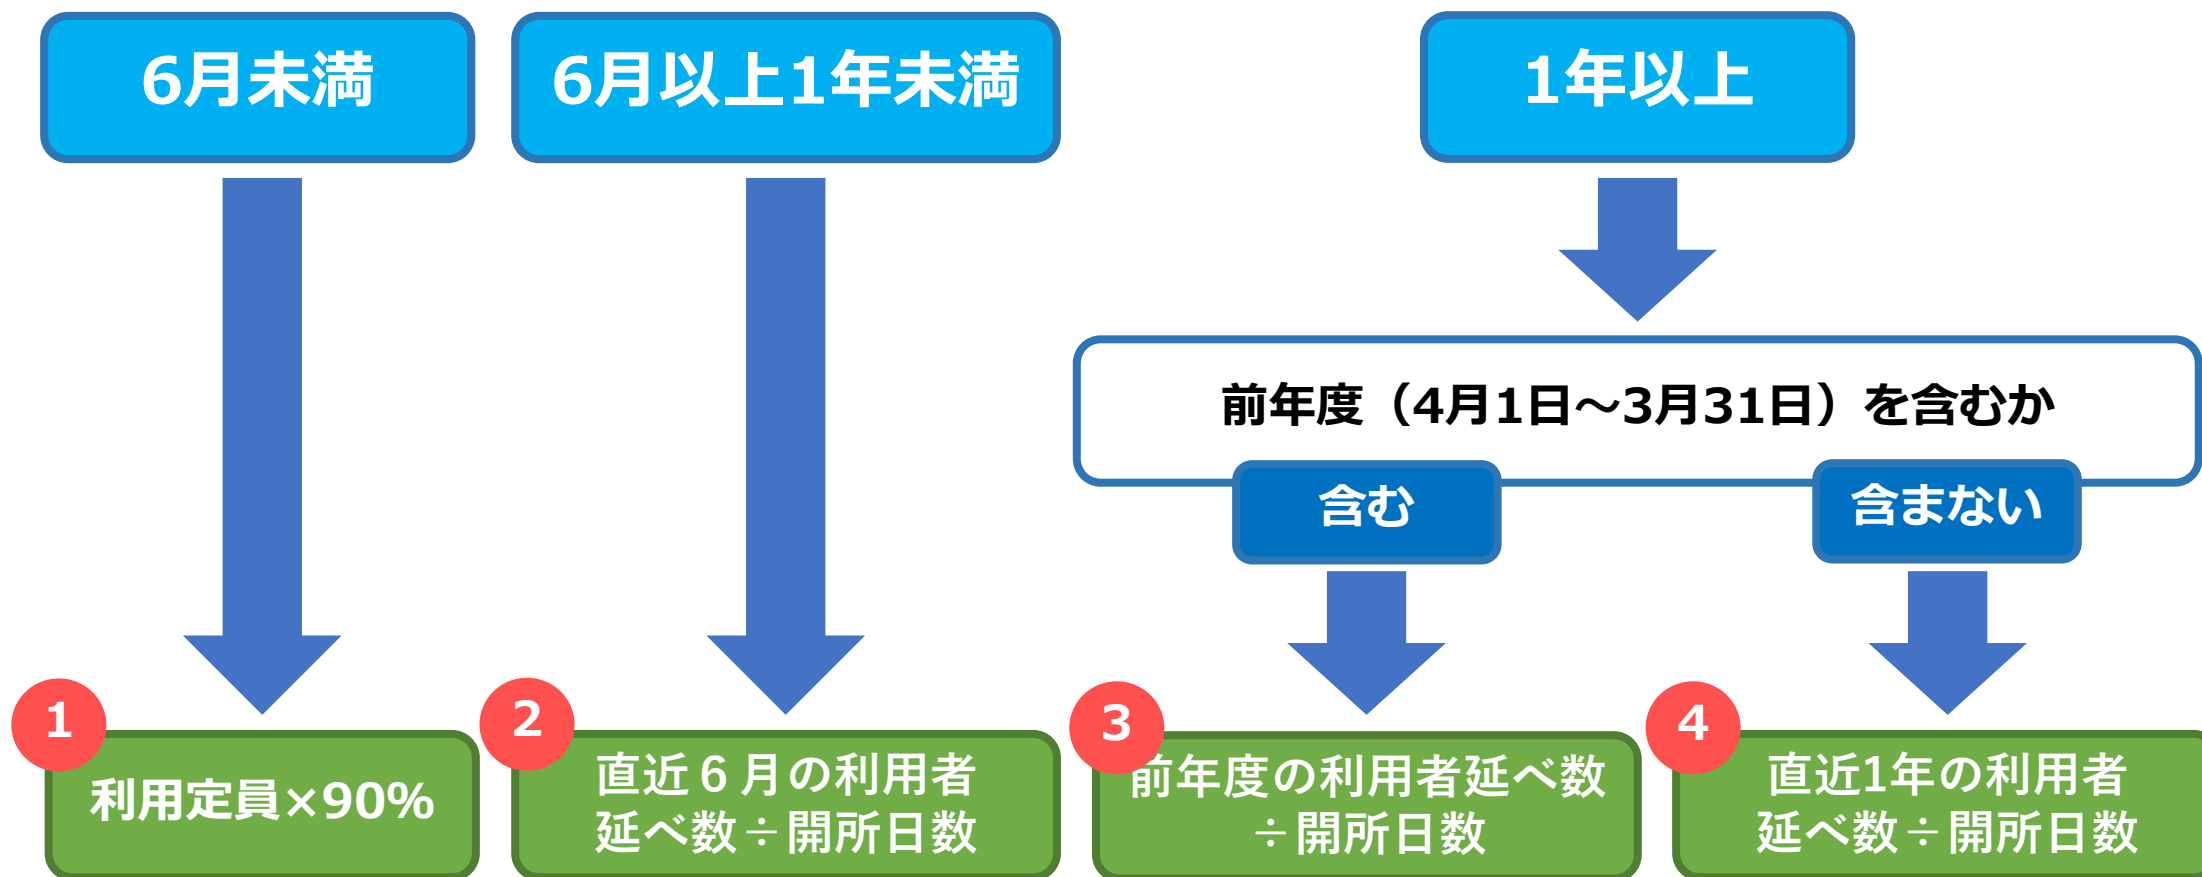 6月未満
6月以上1年未満
1年以上
前年度（4月1日～3月31日）を含むか
含む
含まない
1
利用定員×90%
2
直近６月の利用者
延べ数÷開所日数
3
前年度の利用者延べ数
÷開所日数
4
直近1年の利用者
延べ数÷開所日数